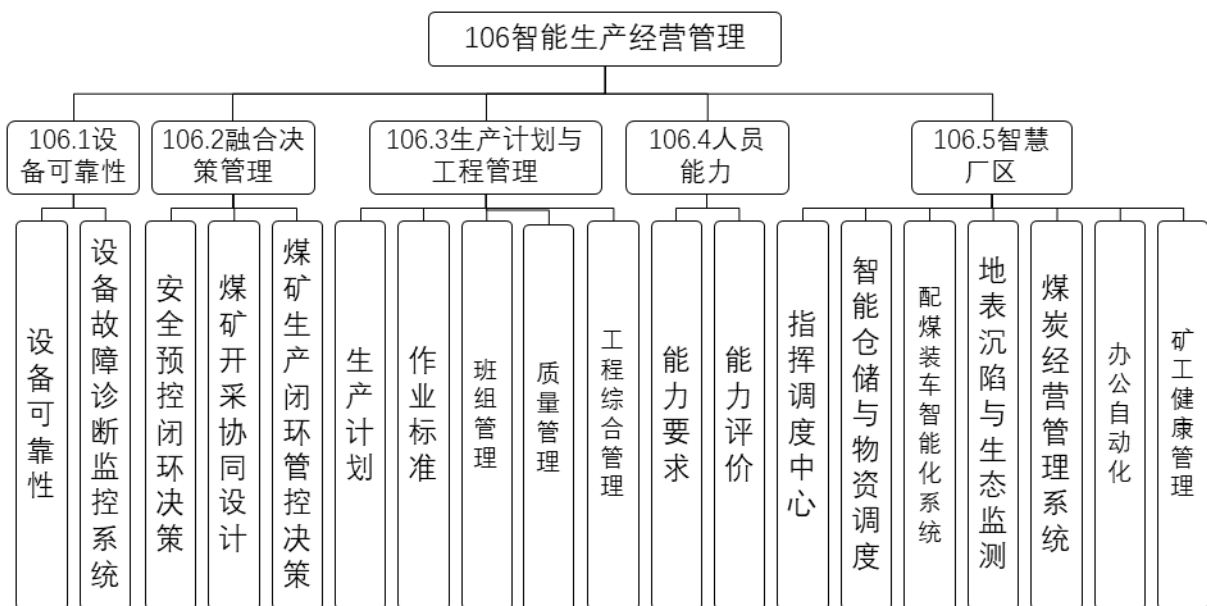 106智能生产经营管理
106.1设
备可靠性
106.2融合决
策管理
106.3生产计划与
工程管理
106.4人员
能力
106.5智慧
厂区
设备可靠性
设备故障诊断监控系统
安全预控闭环决策
煤矿开采协同设计
煤矿生产闭环管控决策
生产计划
作业标准
班组管理
质量管理
工程综合管理
能力要求
能力评价
指挥调度中心
智能仓储与物资调度
配煤装车智能化系统
地表沉陷与生态监测
煤炭经营管理系统
办公自动化
矿工健康管理